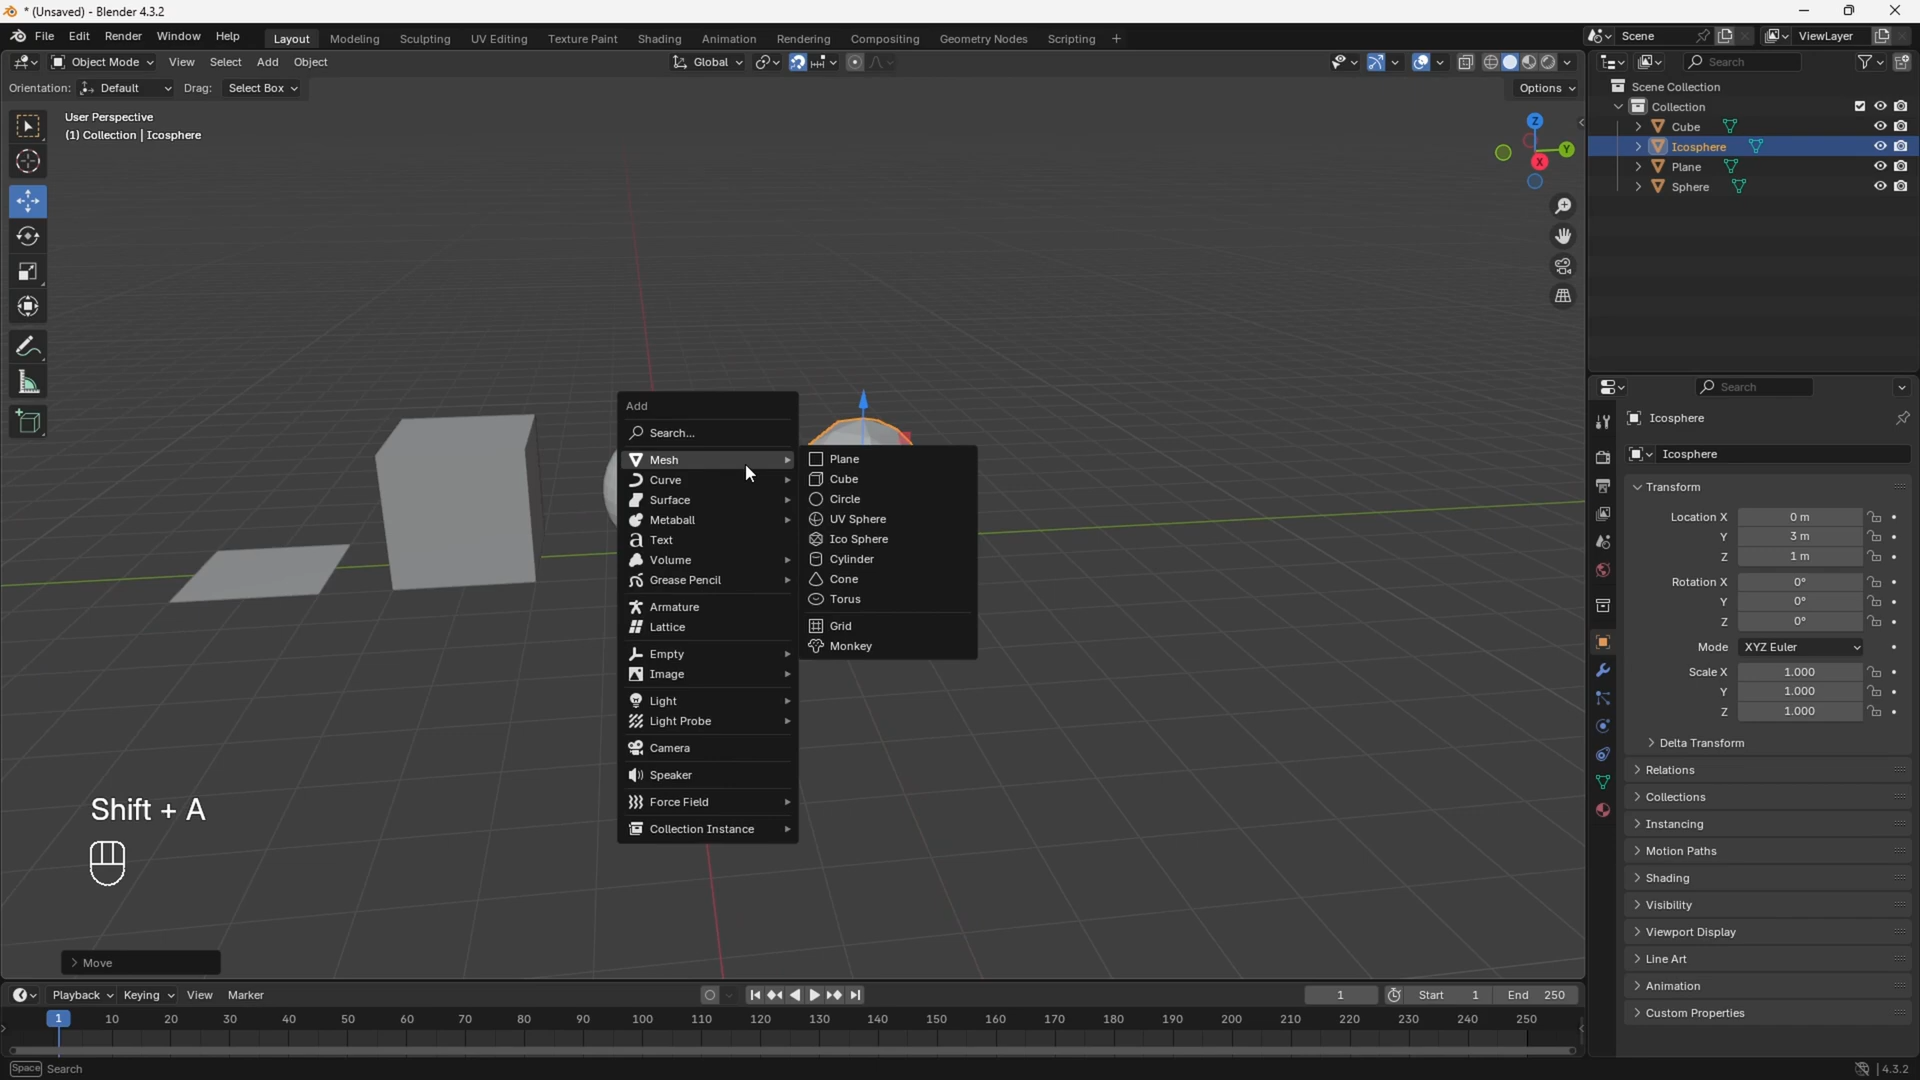 * (Unsaved) - Blender 4.3.2
File Edit Render Window Help
Layout Modeling Sculpting UV Editing Texture Paint Shading Animation Rendering Compositing Geometry Nodes Scripting +
Scene
ViewLayer
Object Mode View Select Add Object
Global
Search
Orientation: Default Drag: Select Box
Options
User Perspective
(1) Collection | Icosphere
Z
Y
X
Scene Collection
Collection
Cube
Icosphere
Plane
Sphere
Add
Search...
Mesh
Curve
Surface
Metaball
Text
Volume
Grease Pencil
Armature
Lattice
Empty
Image
Light
Light Probe
Camera
Speaker
Force Field
Collection Instance
Plane
Cube
Circle
UV Sphere
Ico Sphere
Cylinder
Cone
Torus
Grid
Monkey
Shift + A
Move
Search
Icosphere
Icosphere
Transform
Location X 0 m
Y 3 m
Z 1 m
Rotation X 0°
Y 0°
Z 0°
Mode XYZ Euler
Scale X 1.000
Y 1.000
Z 1.000
Delta Transform
Relations
Collections
Instancing
Motion Paths
Shading
Visibility
Viewport Display
Line Art
Animation
Custom Properties
Playback Keying View Marker
1
Start 1 End 250
1 10 20 30 40 50 60 70 80 90 100 110 120 130 140 150 160 170 180 190 200 210 220 230 240 250
Space Search
4.3.2